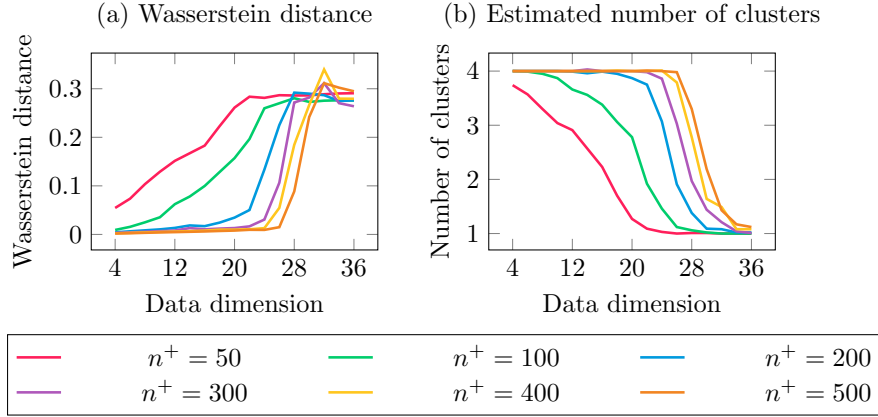 (a) Wasserstein distance
(b) Estimated number of clusters
Wasserstein distance
0.3
0.2
0.1
0
4 12 20 28 36
Data dimension
Number of clusters
4
3
2
1
4 12 20 28 36
Data dimension
n⁺ = 50 n⁺ = 100 n⁺ = 200
n⁺ = 300 n⁺ = 400 n⁺ = 500